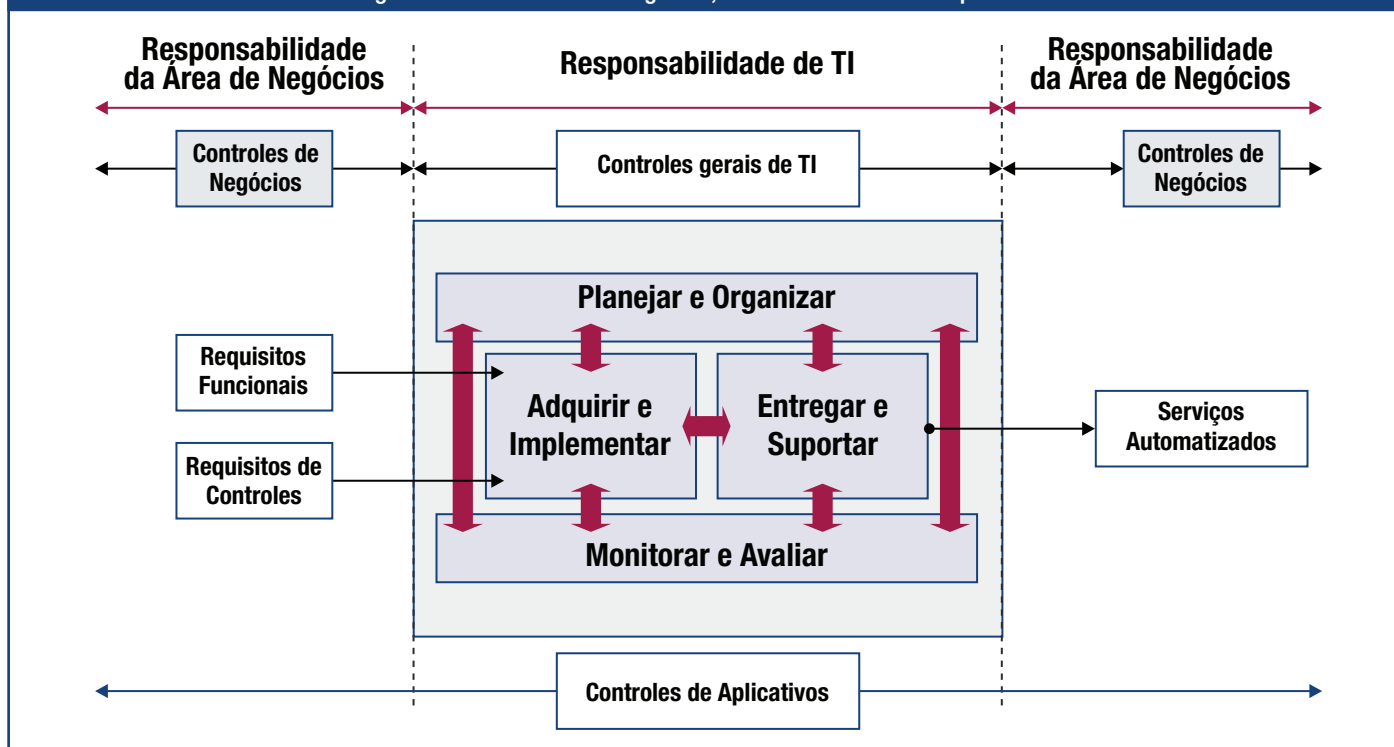 Responsabilidade
da Área de Negócios
Responsabilidade de TI
Responsabilidade
da Área de Negócios
Controles de
Negócios
Controles gerais de TI
Controles de
Negócios
Planejar e Organizar
Requisitos
Funcionais
Adquirir e
Implementar
Entregar e
Suportar
Serviços
Automatizados
Requisitos de
Controles
Monitorar e Avaliar
Controles de Aplicativos